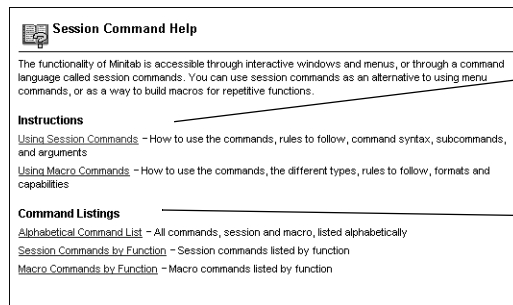 Session Command Help
The functionality of Minitab is accessible through interactive windows and menus, or through a command
language called session commands. You can use session commands as an alternative to using menu
commands, or as a way to build macros for repetitive functions.
Instructions
Using Session Commands – How to use the commands, rules to follow, command syntax, subcommands,
and arguments
Using Macro Commands – How to use the commands, the different types, rules to follow, formats and
capabilities
Command Listings
Alphabetical Command List – All commands, session and macro, listed alphabetically
Session Commands by Function – Session commands listed by function
Macro Commands by Function – Macro commands listed by function